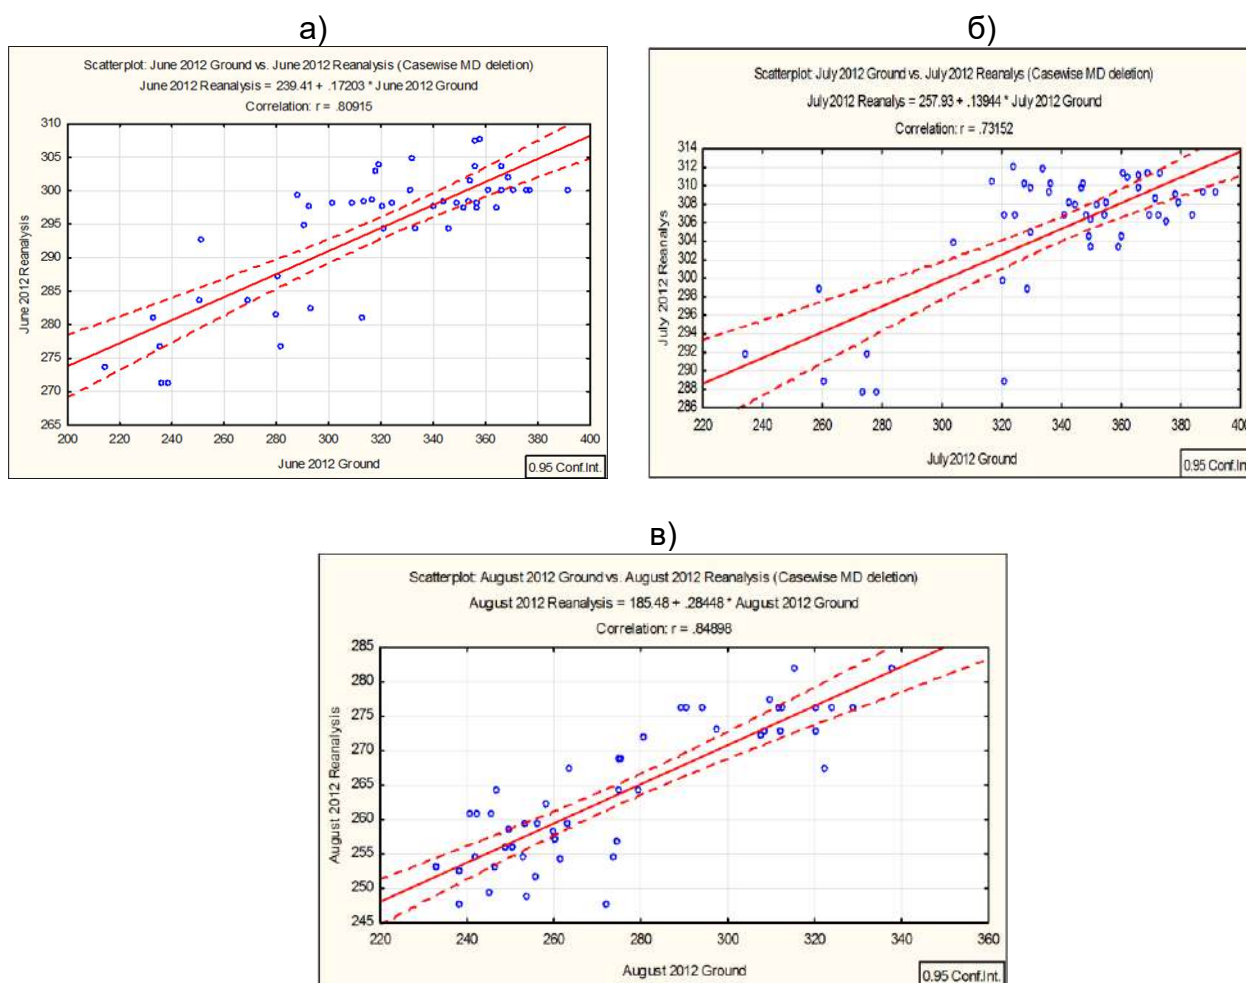 а)
Scatterplot: June 2012 Ground vs. June 2012 Reanalysis (Casewise MD deletion)
June 2012 Reanalysis = 239.41 + .17203 * June 2012 Ground
Correlation: r = .80915
310
305
300
295
290
285
280
275
270
265
June 2012 Reanalysis
200 220 240 260 280 300 320 340 360 380 400
June 2012 Ground
0.95 Conf.Int.
б)
Scatterplot: July 2012 Ground vs. July 2012 Reanalys (Casewise MD deletion)
July 2012 Reanalys = 257.93 + .13944 * July 2012 Ground
Correlation: r = .73152
314
312
310
308
306
304
302
300
298
296
294
292
290
288
286
July 2012 Reanalys
220 240 260 280 300 320 340 360 380 400
July 2012 Ground
0.95 Conf.In
в)
Scatterplot: August 2012 Ground vs. August 2012 Reanalysis (Casewise MD deletion)
August 2012 Reanalysis = 185.48 + .28448 * August 2012 Ground
Correlation: r = .84898
285
280
275
270
265
260
255
250
245
August 2012 Reanalysis
220 240 260 280 300 320 340 360
August 2012 Ground
0.95 Conf.Int.